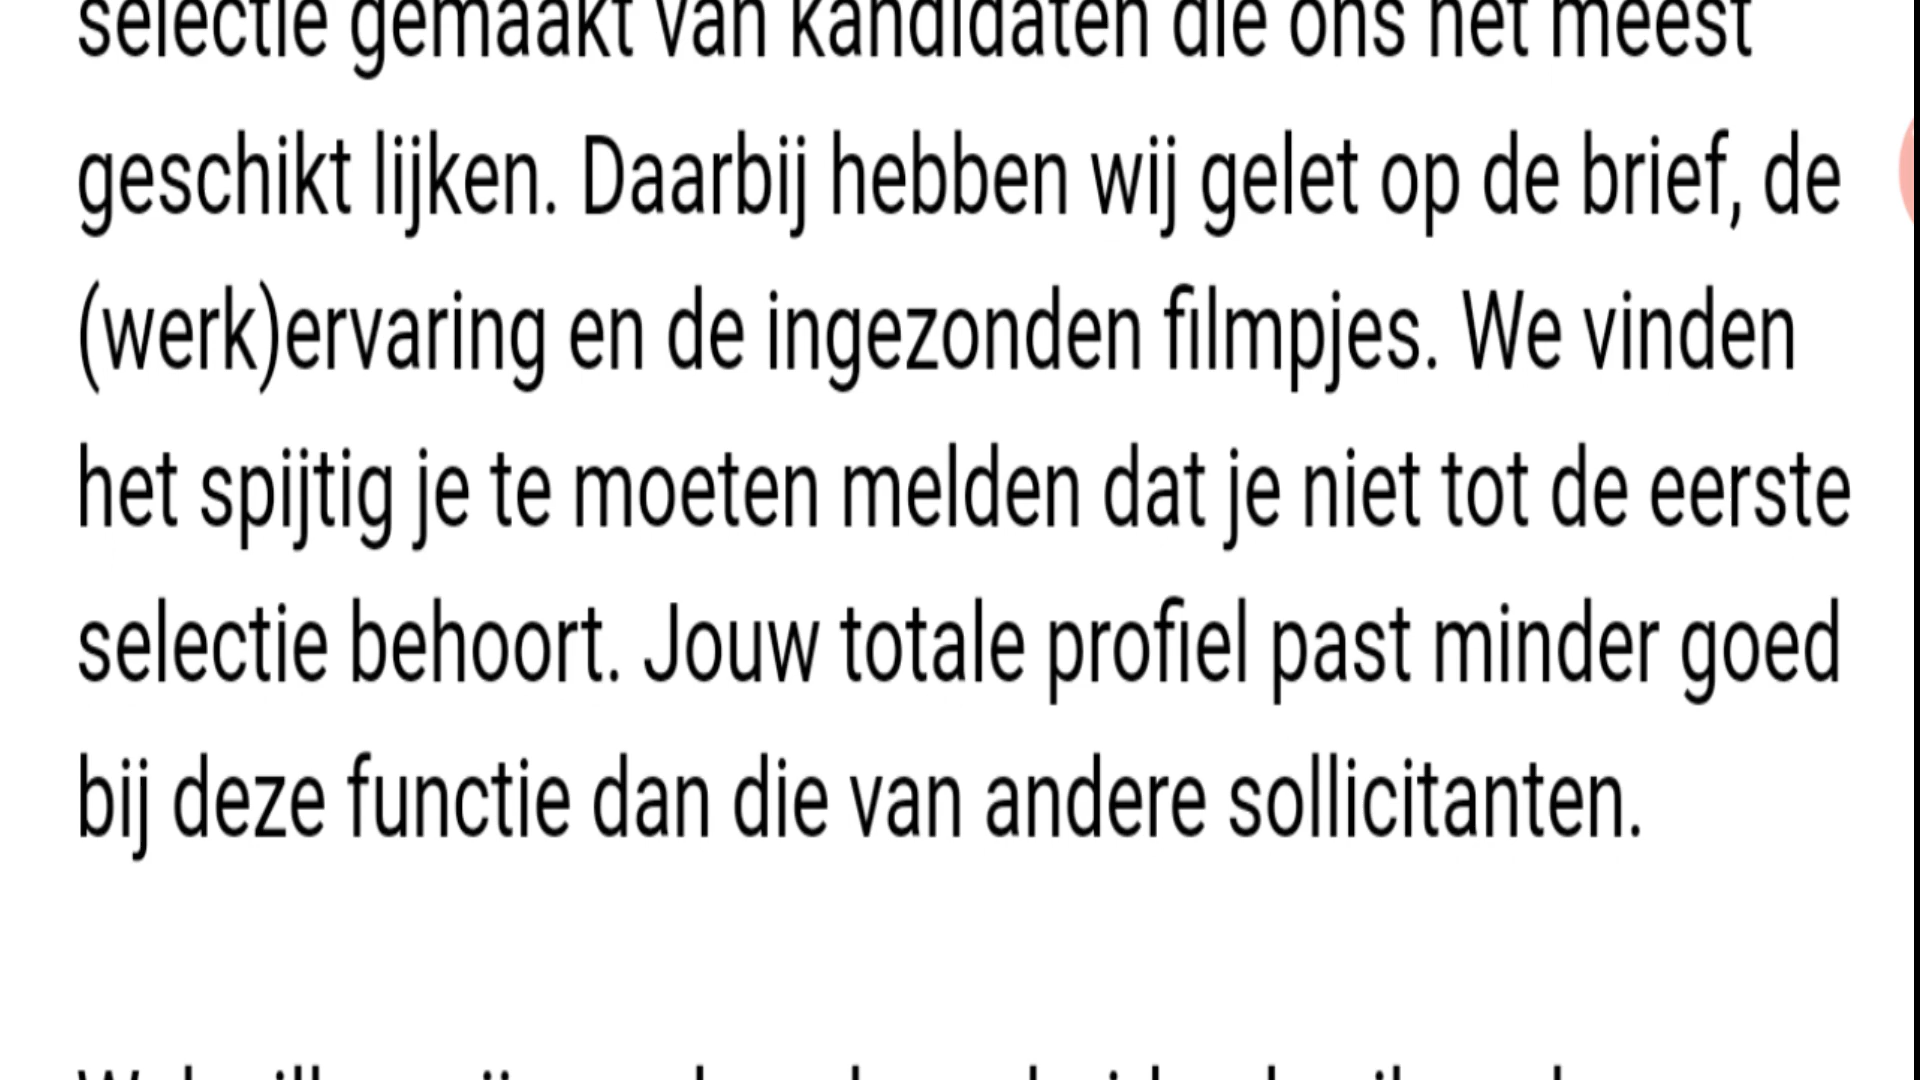 selectie gemaakt van kandidaten die ons het meest
geschikt lijken. Daarbij hebben wij gelet op de brief, de
(werk)ervaring en de ingezonden filmpjes. We vinden
het spijtig je te moeten melden dat je niet tot de eerste
selectie behoort. Jouw totale profiel past minder goed
bij deze functie dan die van andere sollicitanten.